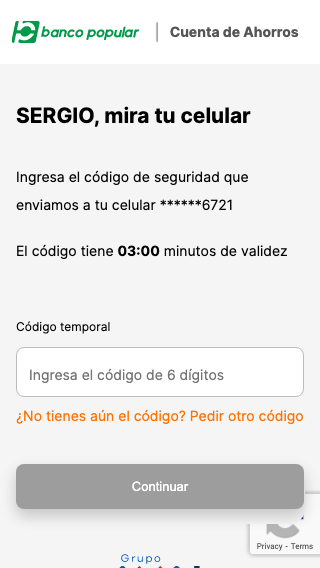 banco popular | Cuenta de Ahorros
SERGIO, mira tu celular
Ingresa el código de seguridad que
enviamos a tu celular ******6721
El código tiene 03:00 minutos de validez
Código temporal
Ingresa el código de 6 dígitos
¿No tienes aún el código? Pedir otro código
Continuar
Privacy - Terms
Grupo